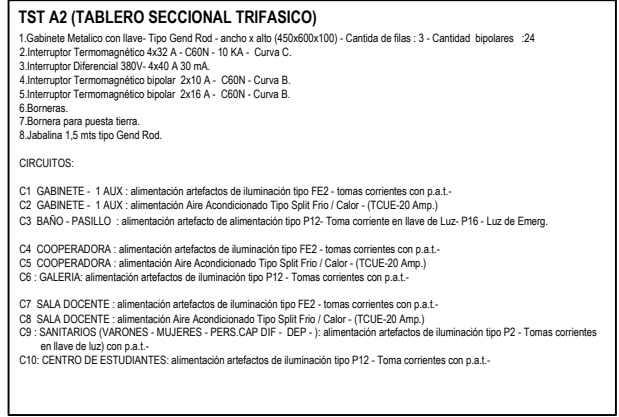 TST A2 (TABLERO SECCIONAL TRIFASICO)
1.Gabinete Metalico con llave- Tipo Gend Rod - ancho x alto (450x600x100) - Cantida de filas : 3 - Cantidad bipolares :24
2.Interruptor Termomagnético 4x32 A - C60N - 10 KA - Curva C.
3.Interruptor Diferencial 380V- 4x40 A 30 mA.
4.Interruptor Termomagnético bipolar 2x10 A - C60N - Curva B.
5.Interruptor Termomagnético bipolar 2x16 A - C60N - Curva B.
6.Borneras.
7.Bornera para puesta tierra.
8.Jabalina 1,5 mts tipo Gend Rod.
CIRCUITOS:
C1 GABINETE - 1 AUX : alimentación artefactos de iluminación tipo FE2 - tomas corrientes con p.a.t.-
C2 GABINETE - 1 AUX : alimentación Aire Acondicionado Tipo Split Frio / Calor - (TCUE-20 Amp.)
C3 BAÑO - PASILLO : alimentación artefacto de alimentación tipo P12- Toma corriente en llave de Luz- P16 - Luz de Emerg.
C4 COOPERADORA : alimentación artefactos de iluminación tipo FE2 - tomas corrientes con p.a.t.-
C5 COOPERADORA : alimentación Aire Acondicionado Tipo Split Frio / Calor - (TCUE-20 Amp.)
C6 : GALERIA: alimentación artefactos de iluminación tipo P12 - Tomas corrientes con p.a.t.-
C7 SALA DOCENTE : alimentación artefactos de iluminación tipo FE2 - tomas corrientes con p.a.t.-
C8 SALA DOCENTE : alimentación Aire Acondicionado Tipo Split Frio / Calor - (TCUE-20 Amp.)
C9 : SANITARIOS (VARONES - MUJERES - PERS.CAP DIF - DEP - ): alimentación artefactos de iluminación tipo P2 - Tomas corrientes
en llave de luz) con p.a.t.-
C10: CENTRO DE ESTUDIANTES: alimentación artefactos de iluminación tipo P12 - Toma corrientes con p.a.t.-